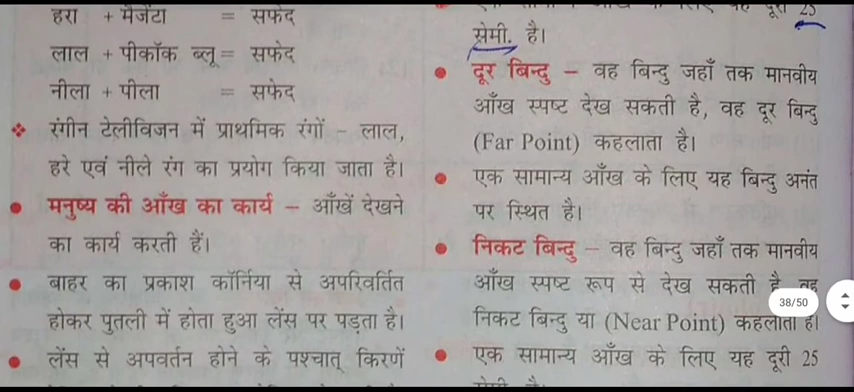 हरा + मैजेंटा = सफेद
लाल + पीकॉक ब्लू = सफेद
नीला + पीला = सफेद
❖ रंगीन टेलीविजन में प्राथमिक रंगों – लाल,
हरे एवं नीले रंग का प्रयोग किया जाता है।
● मनुष्य की आँख का कार्य – आँखें देखने
का कार्य करती हैं।
● बाहर का प्रकाश कॉर्निया से अपरिवर्तित
होकर पुतली में होता हुआ लेंस पर पड़ता है।
● लेंस से अपवर्तन होने के पश्चात् किरणें
दूरी 25
सेमी. है।
● दूर बिन्दु – वह बिन्दु जहाँ तक मानवीय
आँख स्पष्ट देख सकती है, वह दूर बिन्दु
(Far Point) कहलाता है।
● एक सामान्य आँख के लिए यह बिन्दु अनंत
पर स्थित है।
● निकट बिन्दु – वह बिन्दु जहाँ तक मानवीय
आँख स्पष्ट रूप से देख सकती है वह
निकट बिन्दु या (Near Point) कहलाता है।
● एक सामान्य आँख के लिए यह दूरी 25
38/50